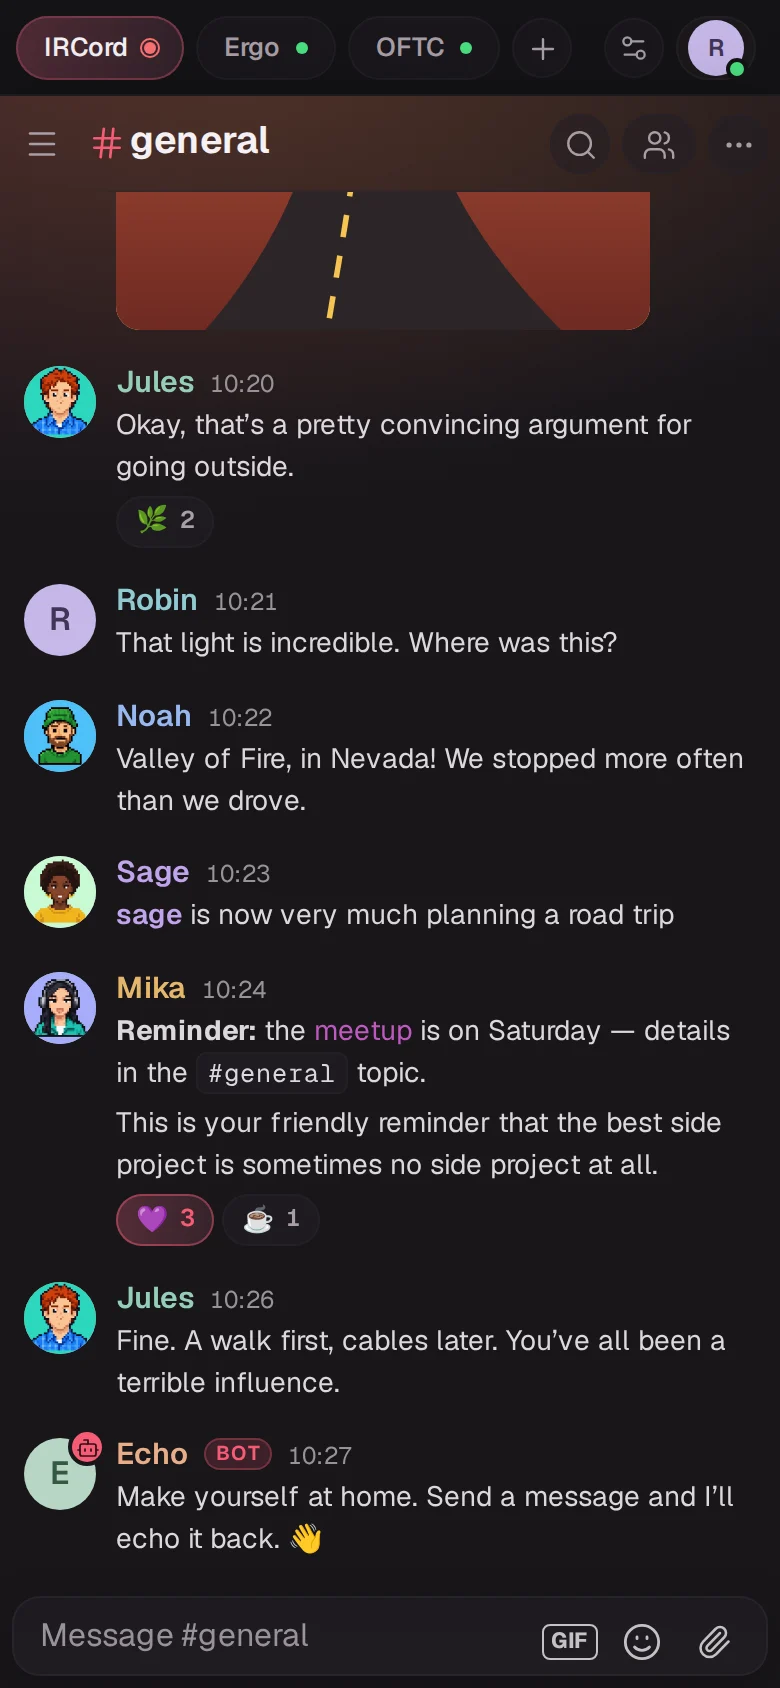 IRCord
Ergo
OFTC
R
# general
Jules 10:20
Okay, that’s a pretty convincing argument for
going outside.
🌿 2
R
Robin 10:21
That light is incredible. Where was this?
Noah 10:22
Valley of Fire, in Nevada! We stopped more often
than we drove.
Sage 10:23
sage is now very much planning a road trip
Mika 10:24
Reminder: the meetup is on Saturday — details
in the #general topic.
This is your friendly reminder that the best side
project is sometimes no side project at all.
💜 3 ☕ 1
Jules 10:26
Fine. A walk first, cables later. You’ve all been a
terrible influence.
E
Echo BOT 10:27
Make yourself at home. Send a message and I’ll
echo it back. 👋
Message #general
GIF